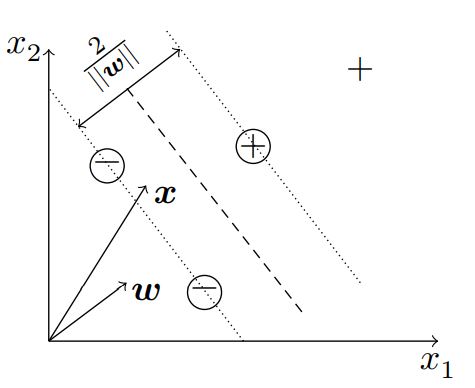 x₂
2
||w||
+
+
−
x
w
−
x₁